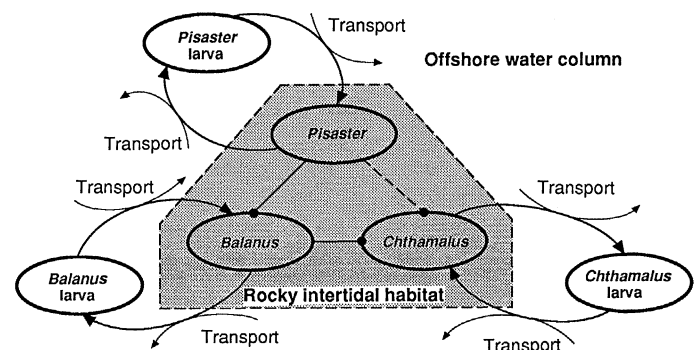 Pisaster
larva
Transport
Offshore water column
Transport
Pisaster
Transport
Transport
Balanus
Chthamalus
Balanus
larva
Chthamalus
larva
Rocky intertidal habitat
Transport
Transport